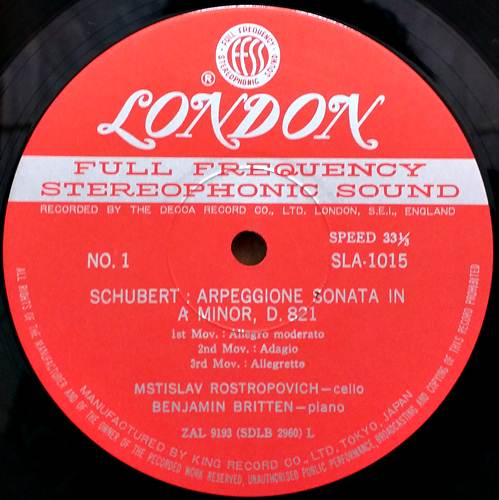 FULL FREQUENCY
STEREOPHONIC SOUND
FFSS
®
LONDON
FULL FREQUENCY
STEREOPHONIC SOUND
RECORDED BY THE DECCA RECORD CO., LTD. LONDON, S.E.I., ENGLAND
SPEED 33⅓
NO. 1
SLA-1015
SCHUBERT : ARPEGGIONE SONATA IN
A MINOR, D. 821
1st Mov. : Allegro moderato
2nd Mov. : Adagio
3rd Mov. : Allegretto
MSTISLAV ROSTROPOVICH—cello
BENJAMIN BRITTEN—piano
ZAL 9193 (SDLB 2960) L
MANUFACTURED BY KING RECORD CO., LTD. TOKYO, JAPAN
ALL RIGHTS OF THE MANUFACTURER AND OF THE OWNER OF THE RECORDED WORK RESERVED. UNAUTHORISED PUBLIC PERFORMANCE, BROADCASTING AND COPYING OF THIS RECORD PROHIBITED